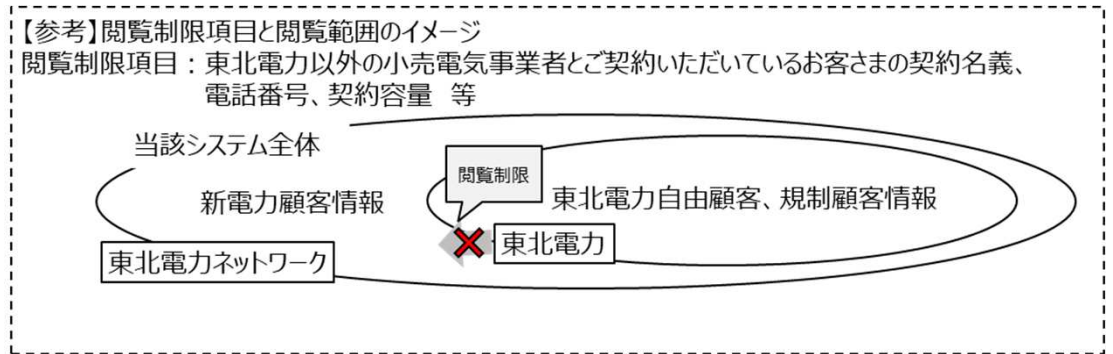 【参考】閲覧制限項目と閲覧範囲のイメージ
閲覧制限項目：東北電力以外の小売電気事業者とご契約いただいているお客さまの契約名義、
電話番号、契約容量 等
当該システム全体
閲覧制限
新電力顧客情報
東北電力自由顧客、規制顧客情報
東北電力
東北電力ネットワーク